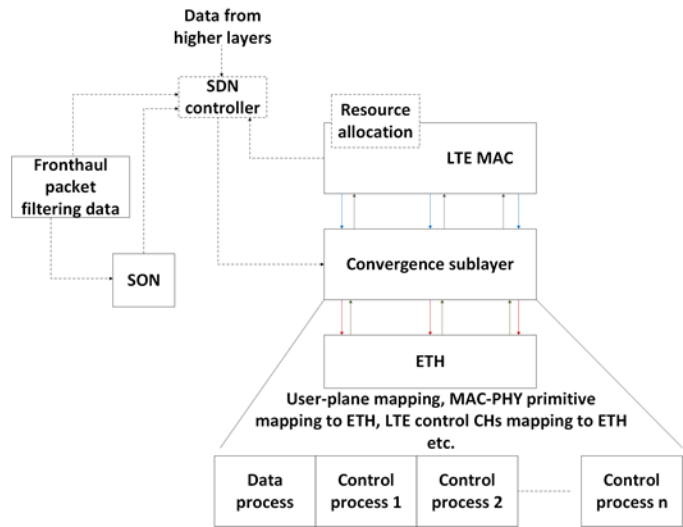 Data from
higher layers
SDN
controller
Resource
allocation
LTE MAC
Fronthaul
packet
filtering data
SON
Convergence sublayer
ETH
User-plane mapping, MAC-PHY primitive
mapping to ETH, LTE control CHs mapping to ETH
etc.
Data
process
Control
process 1
Control
process 2
Control
process n